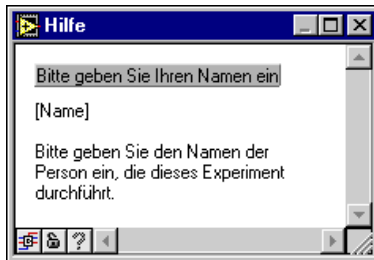 Hilfe
Bitte geben Sie Ihren Namen ein
[Name]
Bitte geben Sie den Namen der
Person ein, die dieses Experiment
durchführt.
?